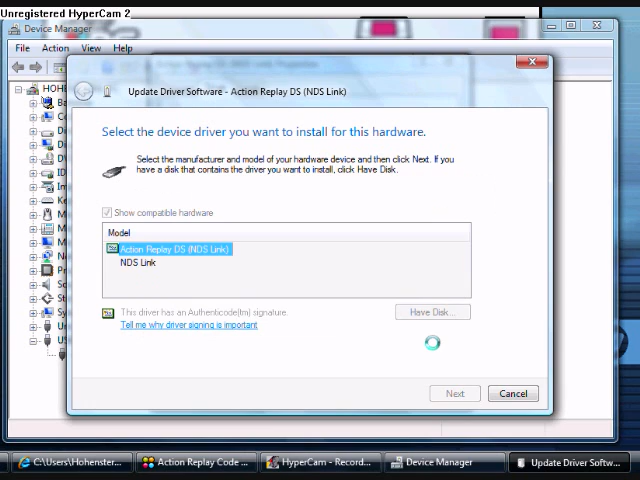 Unregistered HyperCam 2
Device Manager
File Action View Help
HOHE
Update Driver Software - Action Replay DS (NDS Link)
Select the device driver you want to install for this hardware.
Select the manufacturer and model of your hardware device and then click Next. If you
have a disk that contains the driver you want to install, click Have Disk.
Show compatible hardware
Model
Action Replay DS (NDS Link)
NDS Link
This driver has an Authenticode(tm) signature.
Have Disk...
Tell me why driver signing is important
Next
Cancel
C:\Users\Hohenster...
Action Replay Code ...
HyperCam - Record...
Device Manager
Update Driver Softw...